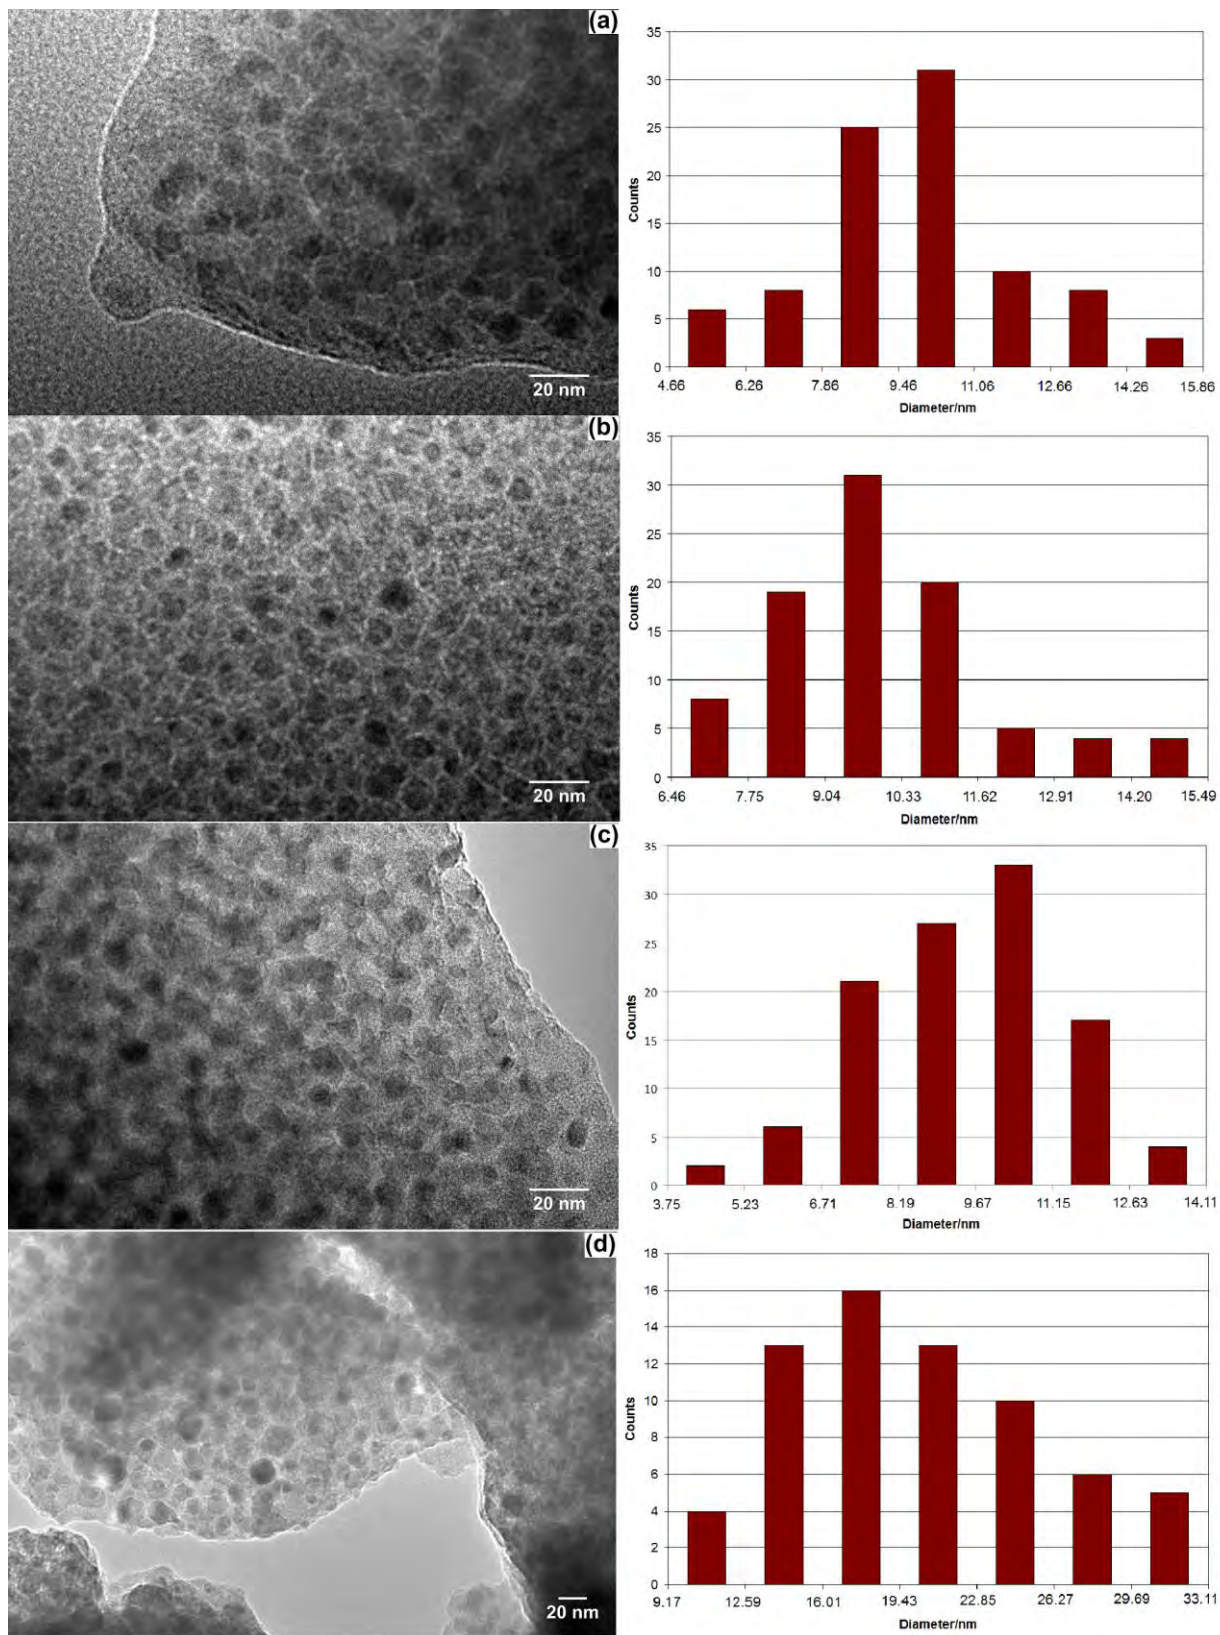 (a)
20 nm
35
30
25
20
15
10
5
0
Counts
4.66 6.26 7.86 9.46 11.06 12.66 14.26 15.86
Diameter/nm
(b)
20 nm
35
30
25
20
15
10
5
0
Counts
6.46 7.75 9.04 10.33 11.62 12.91 14.20 15.49
Diameter/nm
(c)
20 nm
35
30
25
20
15
10
5
0
Counts
3.75 5.23 6.71 8.19 9.67 11.15 12.63 14.11
Diameter/nm
(d)
20 nm
18
16
14
12
10
8
6
4
2
0
Counts
9.17 12.59 16.01 19.43 22.85 26.27 29.69 33.11
Diameter/nm